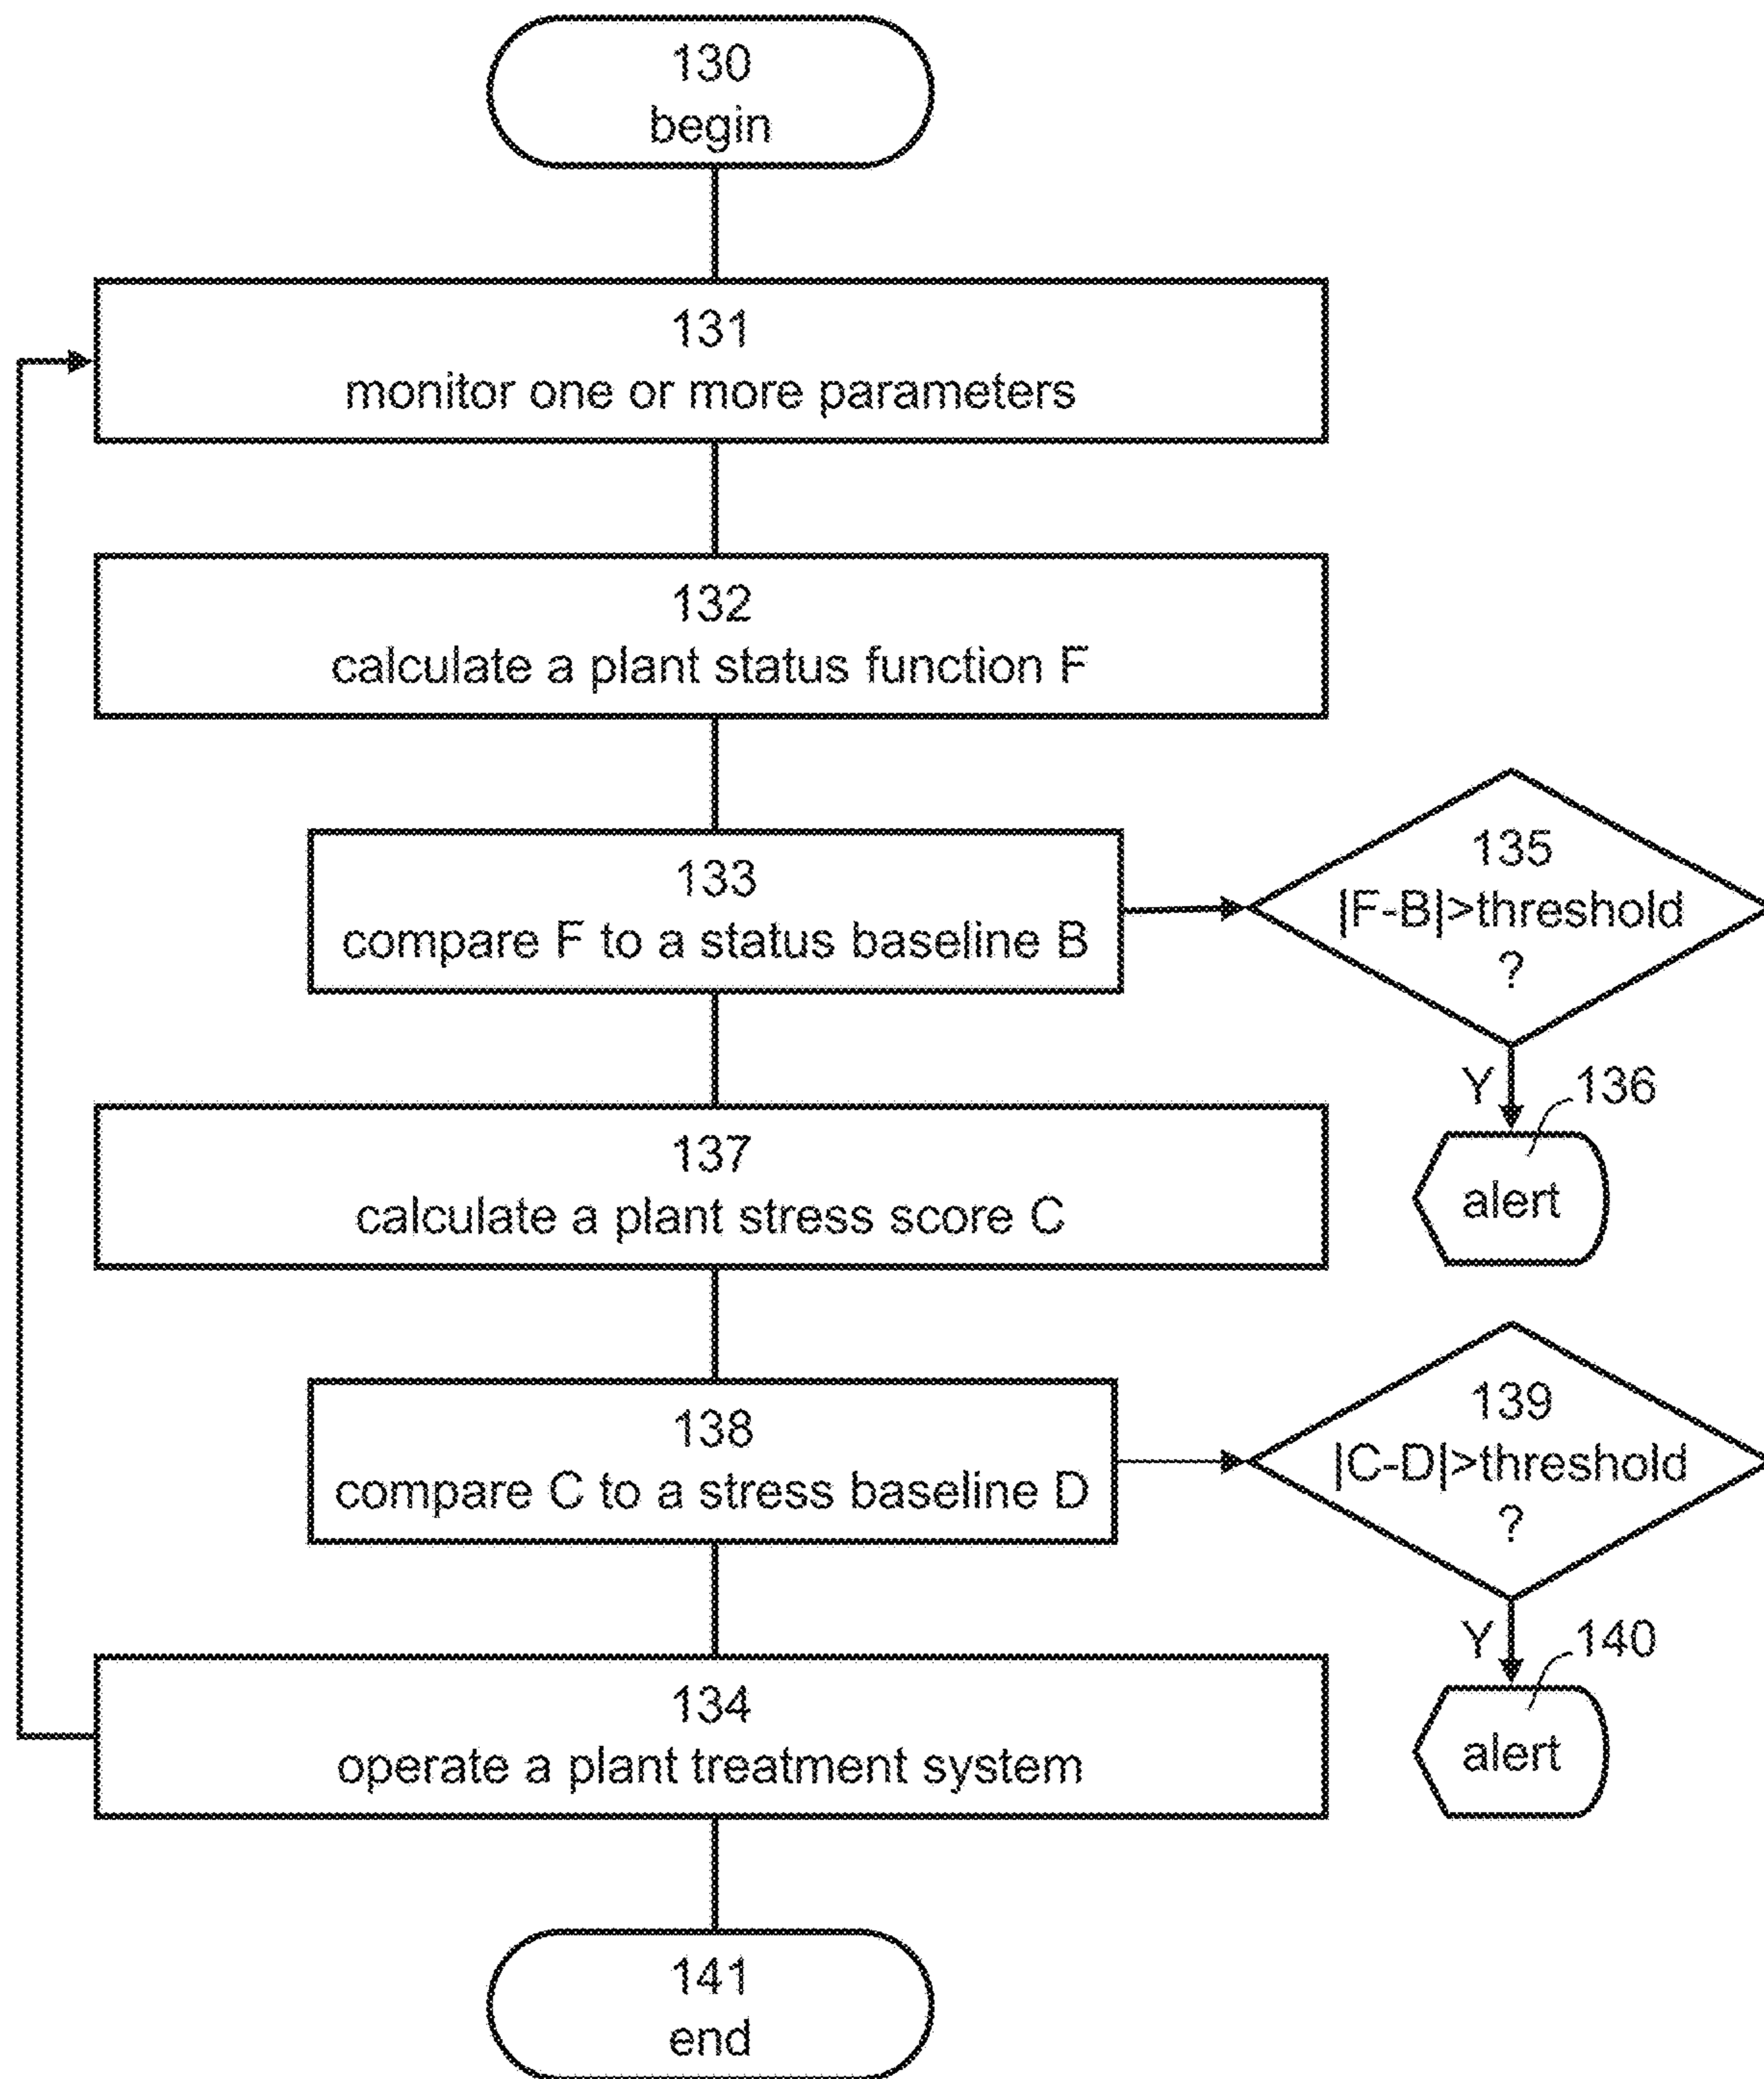 130
begin
131
monitor one or more parameters
132
calculate a plant status function F
133
compare F to a status baseline B
135
|F-B|>threshold
?
Y
136
alert
137
calculate a plant stress score C
138
compare C to a stress baseline D
139
|C-D|>threshold
?
Y
140
alert
134
operate a plant treatment system
141
end